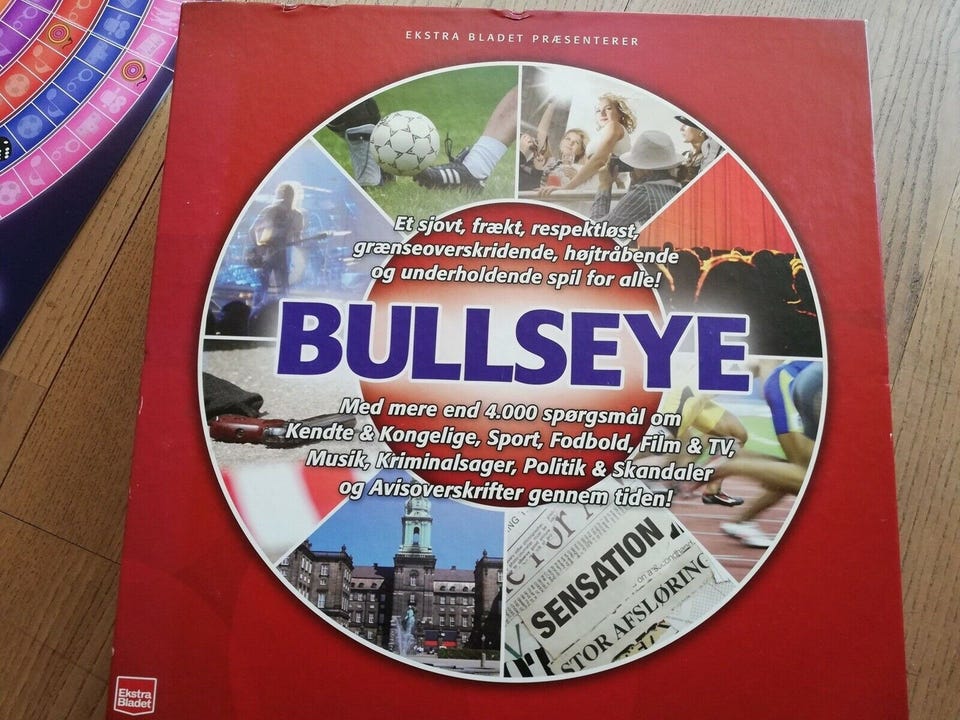 EKSTRA BLADET PRÆSENTERER
Et sjovt, frækt, respektløst,
grænseoverskridende, højtråbende
og underholdende spil for alle!
BULLSEYE
Med mere end 4.000 spørgsmål om
Kendte & Kongelige, Sport, Fodbold, Film & TV,
Musik, Kriminalsager, Politik & Skandaler
og Avisoverskrifter gennem tiden!
SENSATION
STOR AFSLØRING
Ekstra
Bladet